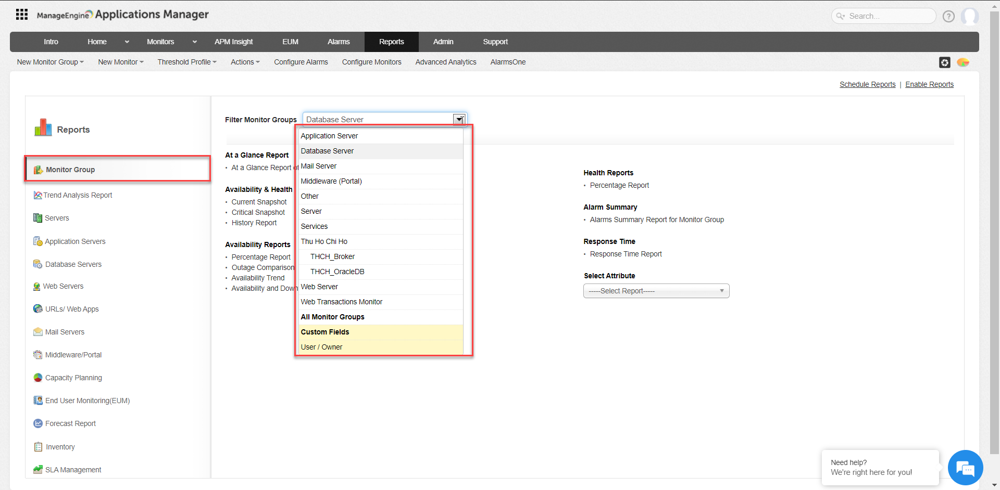 ManageEngine Applications Manager
Search...
?
Intro Home Monitors APM Insight EUM Alarms Reports Admin Support
New Monitor Group New Monitor Threshold Profile Actions Configure Alarms Configure Monitors Advanced Analytics AlarmsOne
Schedule Reports | Enable Reports
Reports
Monitor Group
Trend Analysis Report
Servers
Application Servers
Database Servers
Web Servers
URLs/ Web Apps
Mail Servers
Middleware/Portal
Capacity Planning
End User Monitoring(EUM)
Forecast Report
Inventory
SLA Management
Filter Monitor Groups Database Server
Application Server
Database Server
Mail Server
Middleware (Portal)
Other
Server
Services
Thu Ho Chi Ho
THCH_Broker
THCH_OracleDB
Web Server
Web Transactions Monitor
All Monitor Groups
Custom Fields
User / Owner
At a Glance Report
• At a Glance Report of
Availability & Health
• Current Snapshot
• Critical Snapshot
• History Report
Availability Reports
• Percentage Report
• Outage Comparison
• Availability Trend
• Availability and Down
Health Reports
• Percentage Report
Alarm Summary
• Alarms Summary Report for Monitor Group
Response Time
• Response Time Report
Select Attribute
-----Select Report-----
Need help?
We're right here for you!